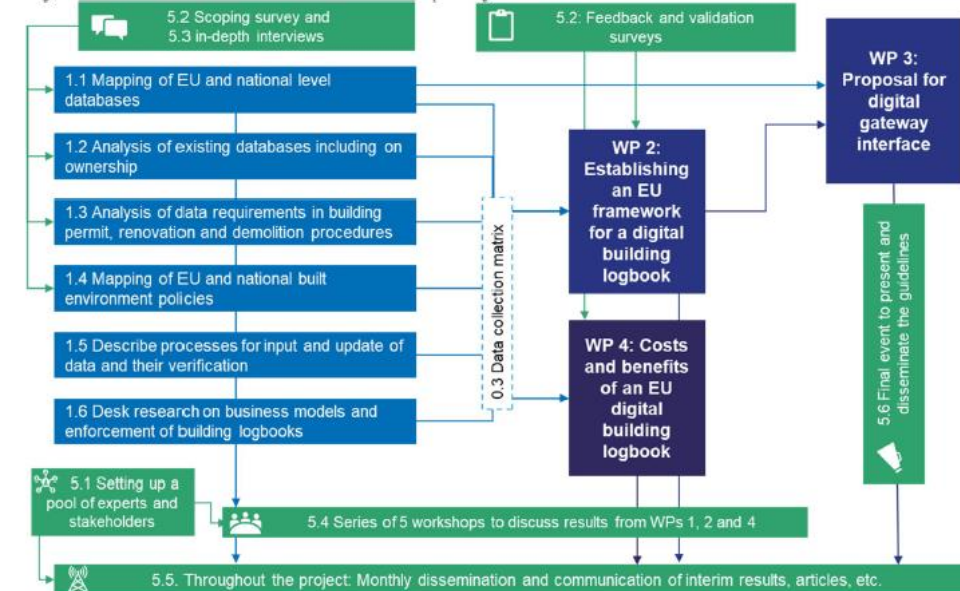 5.2 Scoping survey and
5.3 in-depth interviews
5.2: Feedback and validation
surveys
WP 3:
Proposal for
digital
gateway
interface
1.1 Mapping of EU and national level
databases
1.2 Analysis of existing databases including on
ownership
1.3 Analysis of data requirements in building
permit, renovation and demolition procedures
1.4 Mapping of EU and national built
environment policies
1.5 Describe processes for input and update of
data and their verification
1.6 Desk research on business models and
enforcement of building logbooks
0.3 Data collection matrix
WP 2:
Establishing
an EU
framework
for a digital
building
logbook
WP 4: Costs
and benefits
of an EU
digital
building
logbook
5.6 Final event to present and
disseminate the guidelines
5.1 Setting up a
pool of experts and
stakeholders
5.4 Series of 5 workshops to discuss results from WPs 1, 2 and 4
5.5. Throughout the project: Monthly dissemination and communication of interim results, articles, etc.